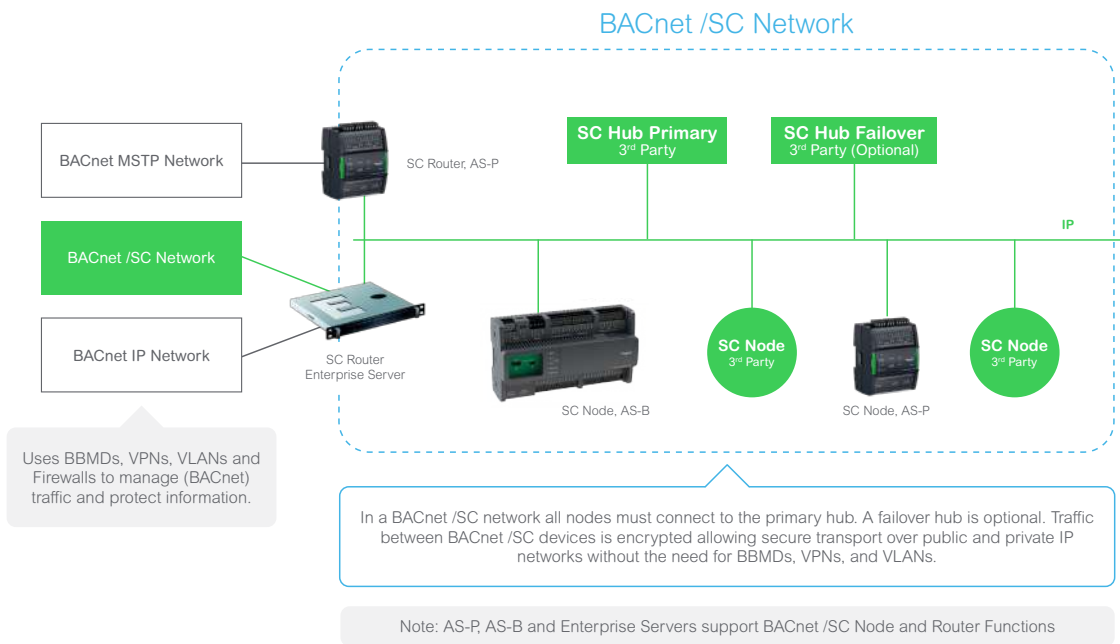 BACnet /SC Network
BACnet MSTP Network
SC Router, AS-P
SC Hub Primary
3rd Party
SC Hub Failover
3rd Party (Optional)
BACnet /SC Network
IP
BACnet IP Network
SC Router
Enterprise Server
SC Node, AS-B
SC Node
3rd Party
SC Node, AS-P
SC Node
3rd Party
Uses BBMDs, VPNs, VLANs and
Firewalls to manage (BACnet)
traffic and protect information.
In a BACnet /SC network all nodes must connect to the primary hub. A failover hub is optional. Traffic
between BACnet /SC devices is encrypted allowing secure transport over public and private IP
networks without the need for BBMDs, VPNs, and VLANs.
Note: AS-P, AS-B and Enterprise Servers support BACnet /SC Node and Router Functions